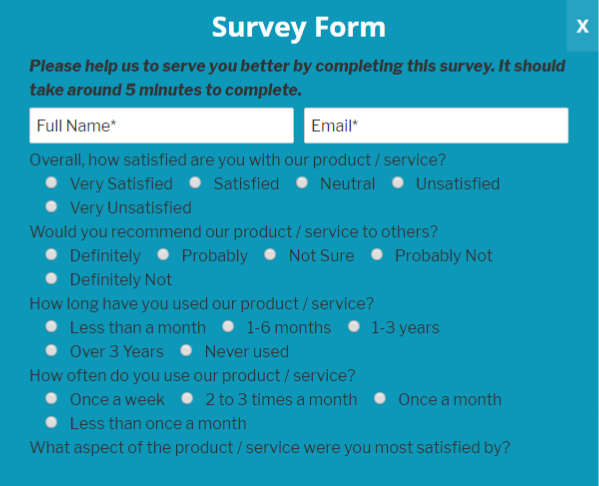 Survey Form
X
Please help us to serve you better by completing this survey. It should
take around 5 minutes to complete.
Full Name* Email*
Overall, how satisfied are you with our product / service?
Very Satisfied Satisfied Neutral Unsatisfied
Very Unsatisfied
Would you recommend our product / service to others?
Definitely Probably Not Sure Probably Not
Definitely Not
How long have you used our product / service?
Less than a month 1-6 months 1-3 years
Over 3 Years Never used
How often do you use our product / service?
Once a week 2 to 3 times a month Once a month
Less than once a month
What aspect of the product / service were you most satisfied by?